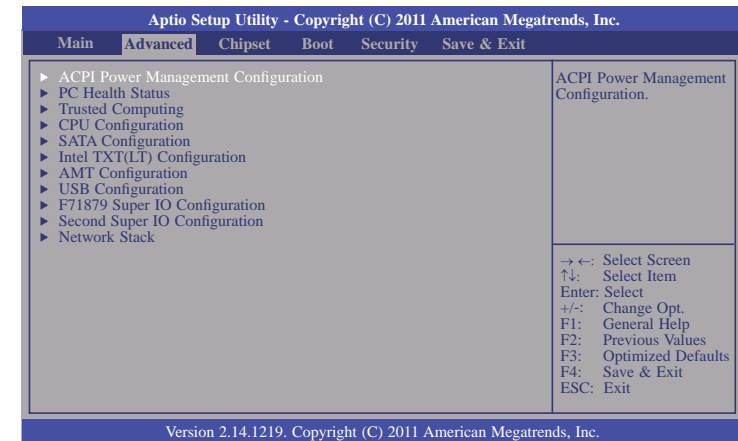 Aptio Setup Utility - Copyright (C) 2011 American Megatrends, Inc.
Main Advanced Chipset Boot Security Save & Exit
▶ ACPI Power Management Configuration
▶ PC Health Status
▶ Trusted Computing
▶ CPU Configuration
▶ SATA Configuration
▶ Intel TXT(LT) Configuration
▶ AMT Configuration
▶ USB Configuration
▶ F71879 Super IO Configuration
▶ Second Super IO Configuration
▶ Network Stack
ACPI Power Management
Configuration.
→←: Select Screen
↑↓: Select Item
Enter: Select
+/-: Change Opt.
F1: General Help
F2: Previous Values
F3: Optimized Defaults
F4: Save & Exit
ESC: Exit
Version 2.14.1219. Copyright (C) 2011 American Megatrends, Inc.